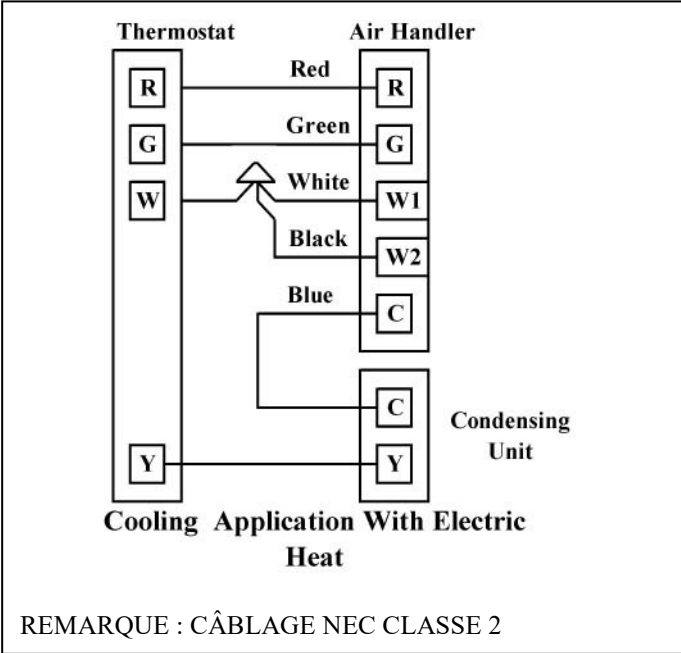 Thermostat Air Handler
R Red R
G Green G
W White W1
Black W2
Blue C
C
Condensing
Unit
Y Y
Cooling Application With Electric
Heat
REMARQUE : CÂBLAGE NEC CLASSE 2